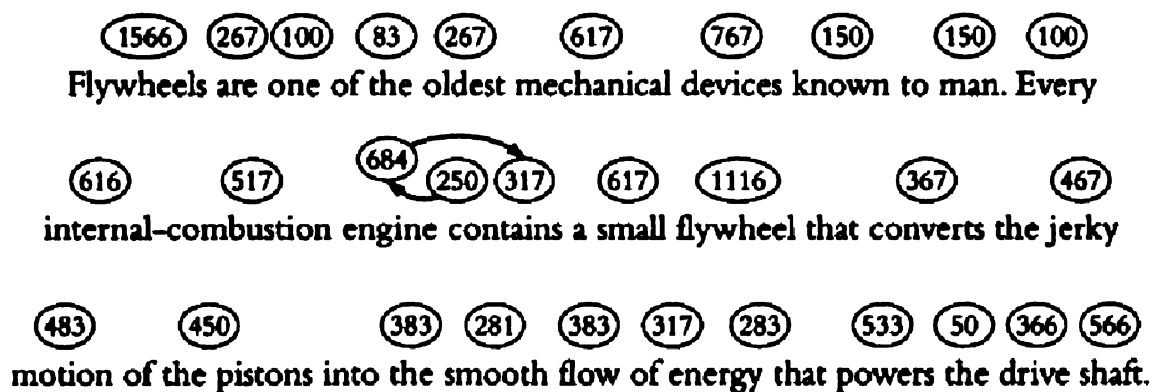 1566 267 100 83 267 617 767 150 150 100
Flywheels are one of the oldest mechanical devices known to man. Every
616 517 684 250 317 617 1116 367 467
internal-combustion engine contains a small flywheel that converts the jerky
483 450 383 281 383 317 283 533 50 366 566
motion of the pistons into the smooth flow of energy that powers the drive shaft.